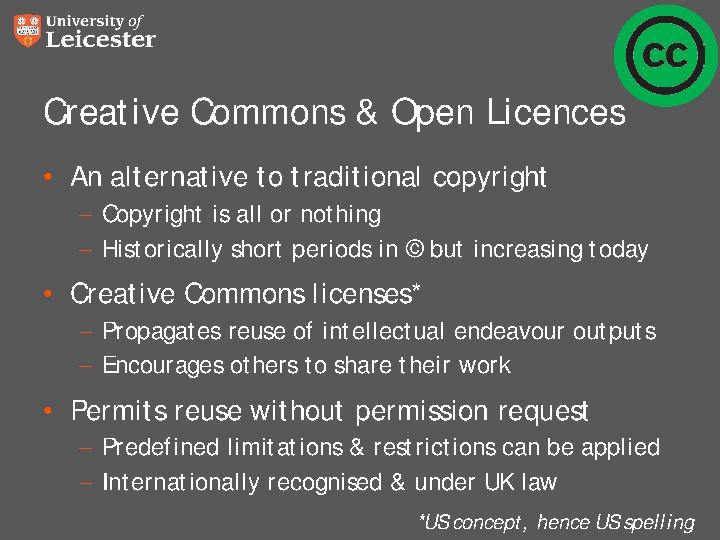 University of
Leicester
cc
Creative Commons & Open Licences
• An alternative to traditional copyright
– Copyright is all or nothing
– Historically short periods in © but increasing today
• Creative Commons licenses*
– Propagates reuse of intellectual endeavour outputs
– Encourages others to share their work
• Permits reuse without permission request
– Predefined limitations & restrictions can be applied
– Internationally recognised & under UK law
*US concept, hence US spelling